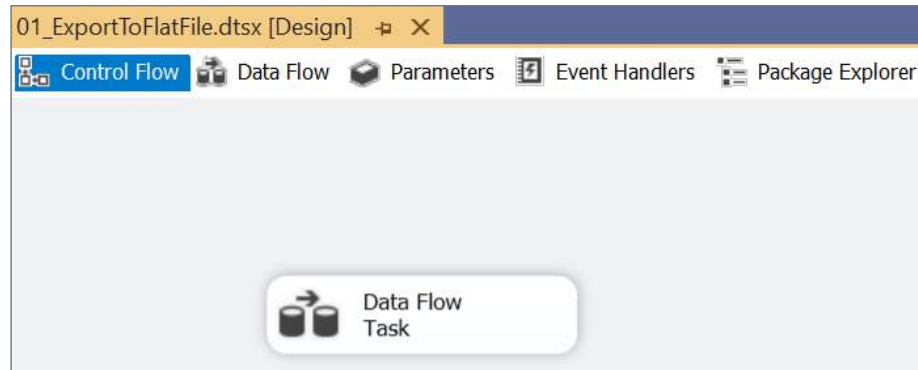 01_ExportToFlatFile.dtsx [Design]
Control Flow Data Flow Parameters Event Handlers Package Explorer
Data Flow
Task